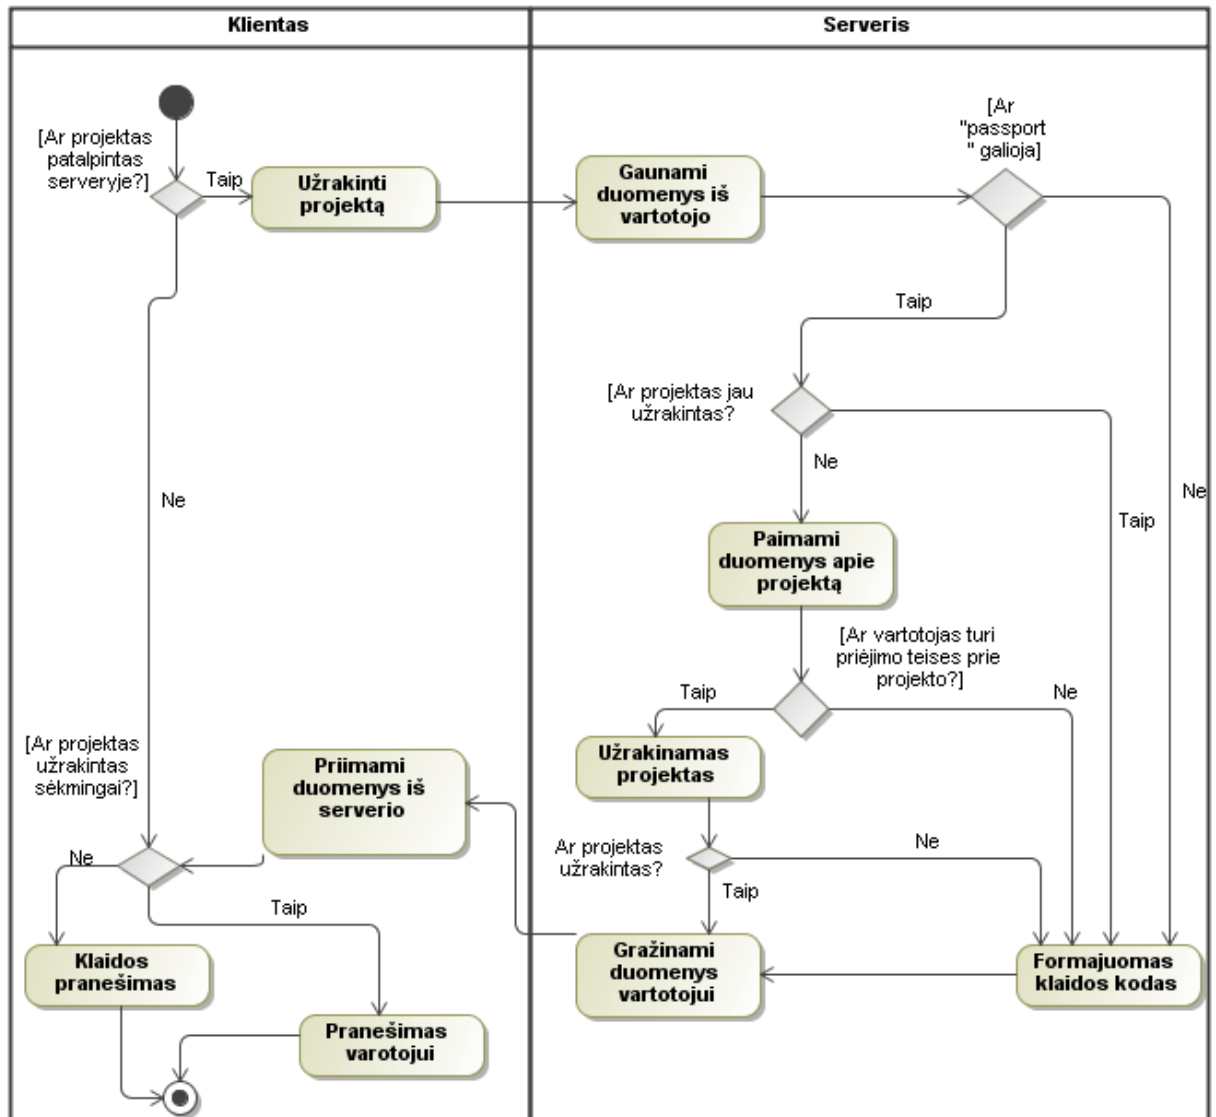 Klientas
Serveris
[Ar projektas
patalpintas
serveryje?]
Taip
Užrakinti
projektą
Gaunami
duomenys iš
vartotojo
[Ar
"passport
" galioja]
Taip
[Ar projektas jau
užrakintas?
Ne
Ne
Ne
Taip
Paimami
duomenys apie
projektą
[Ar vartotojas turi
priėjimo teises prie
projekto?]
Taip
Ne
[Ar projektas
užrakintas
sėkmingai?]
Priimami
duomenys iš
serverio
Užrakinamas
projektas
Ar projektas
užrakintas?
Ne
Taip
Ne
Taip
Klaidos
pranešimas
Gražinami
duomenys
vartotojui
Formajuomas
klaidos kodas
Pranešimas
varotojui